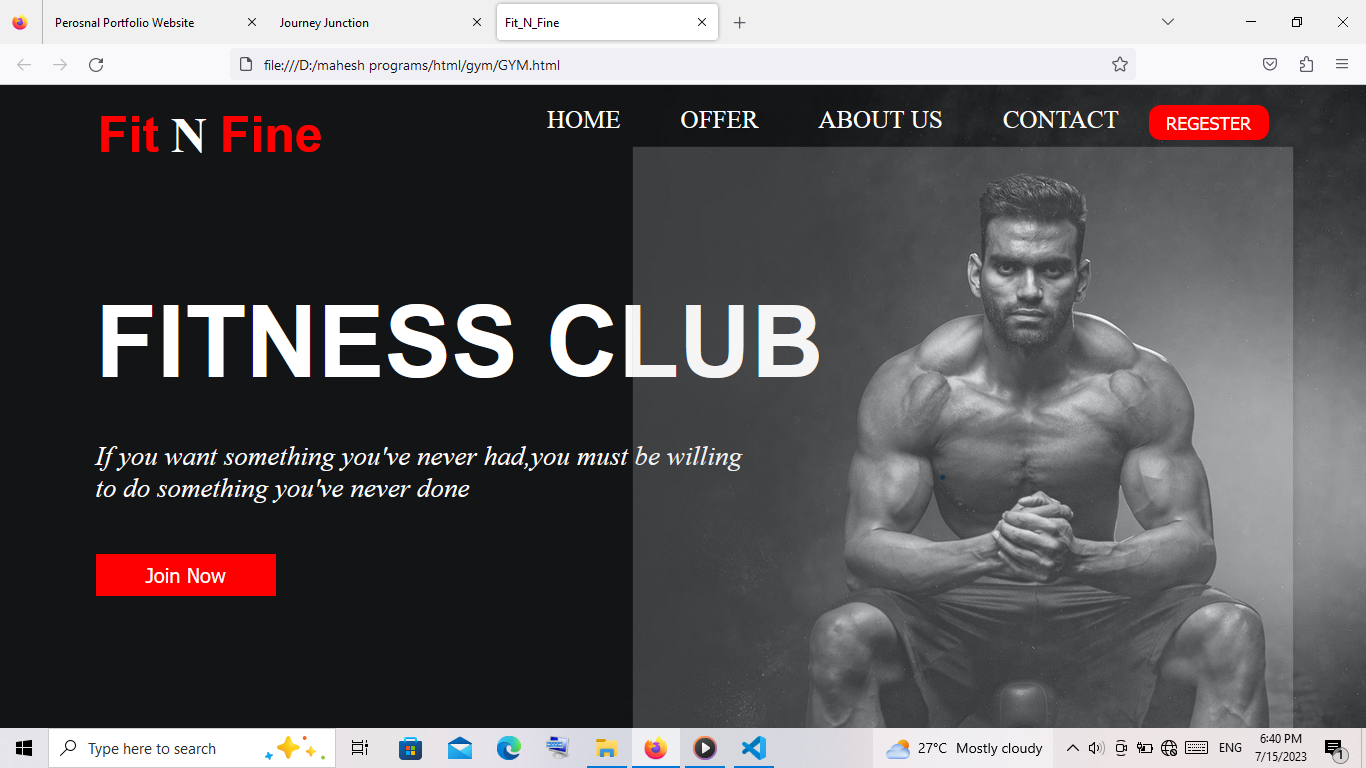 Perosnal Portfolio Website
Journey Junction
Fit_N_Fine
file:///D:/mahesh programs/html/gym/GYM.html
Fit N Fine
HOME
OFFER
ABOUT US
CONTACT
REGESTER
FITNESS CLUB
If you want something you've never had,you must be willing
to do something you've never done
Join Now
Type here to search
27°C Mostly cloudy
ENG
6:40 PM
7/15/2023
1